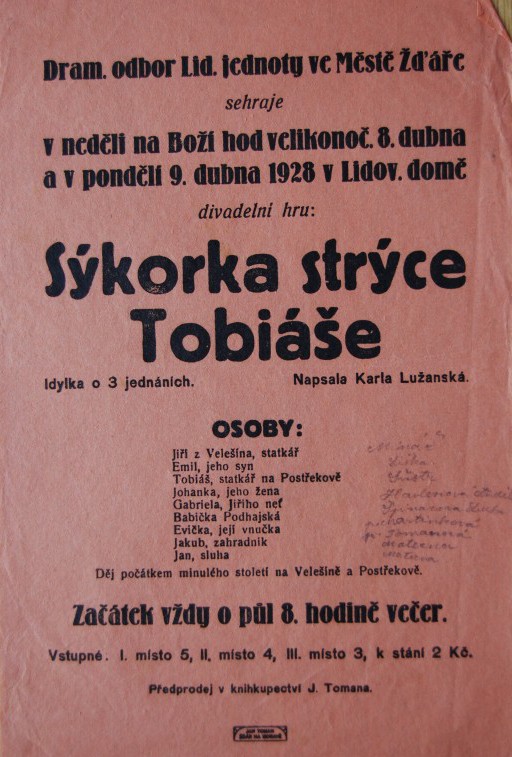 Dram. odbor Lid. jednoty ve Městě Žďáře
sehraje
v neděli na Boží hod velikonoč. 8. dubna
a v pondělí 9. dubna 1928 v Lidov. domě
divadelní hru:
Sýkorka strýce
Tobiáše
Idylka o 3 jednáních. Napsala Karla Lužanská.
OSOBY:
Jiří z Velešína, statkář
Emil, jeho syn
Tobiáš, statkář na Postřekově
Johanka, jeho žena
Gabriela, Jiřího neť
Babička Podhajská
Evička, její vnučka
Jakub, zahradník
Jan, sluha
Děj počátkem minulého století na Velešíně a Postřekově.
Začátek vždy o půl 8. hodině večer.
Vstupné. I. místo 5, II. místo 4, III. místo 3, k stání 2 Kč.
Předprodej v knihkupectví J. Tomana.
JAN TOMAN